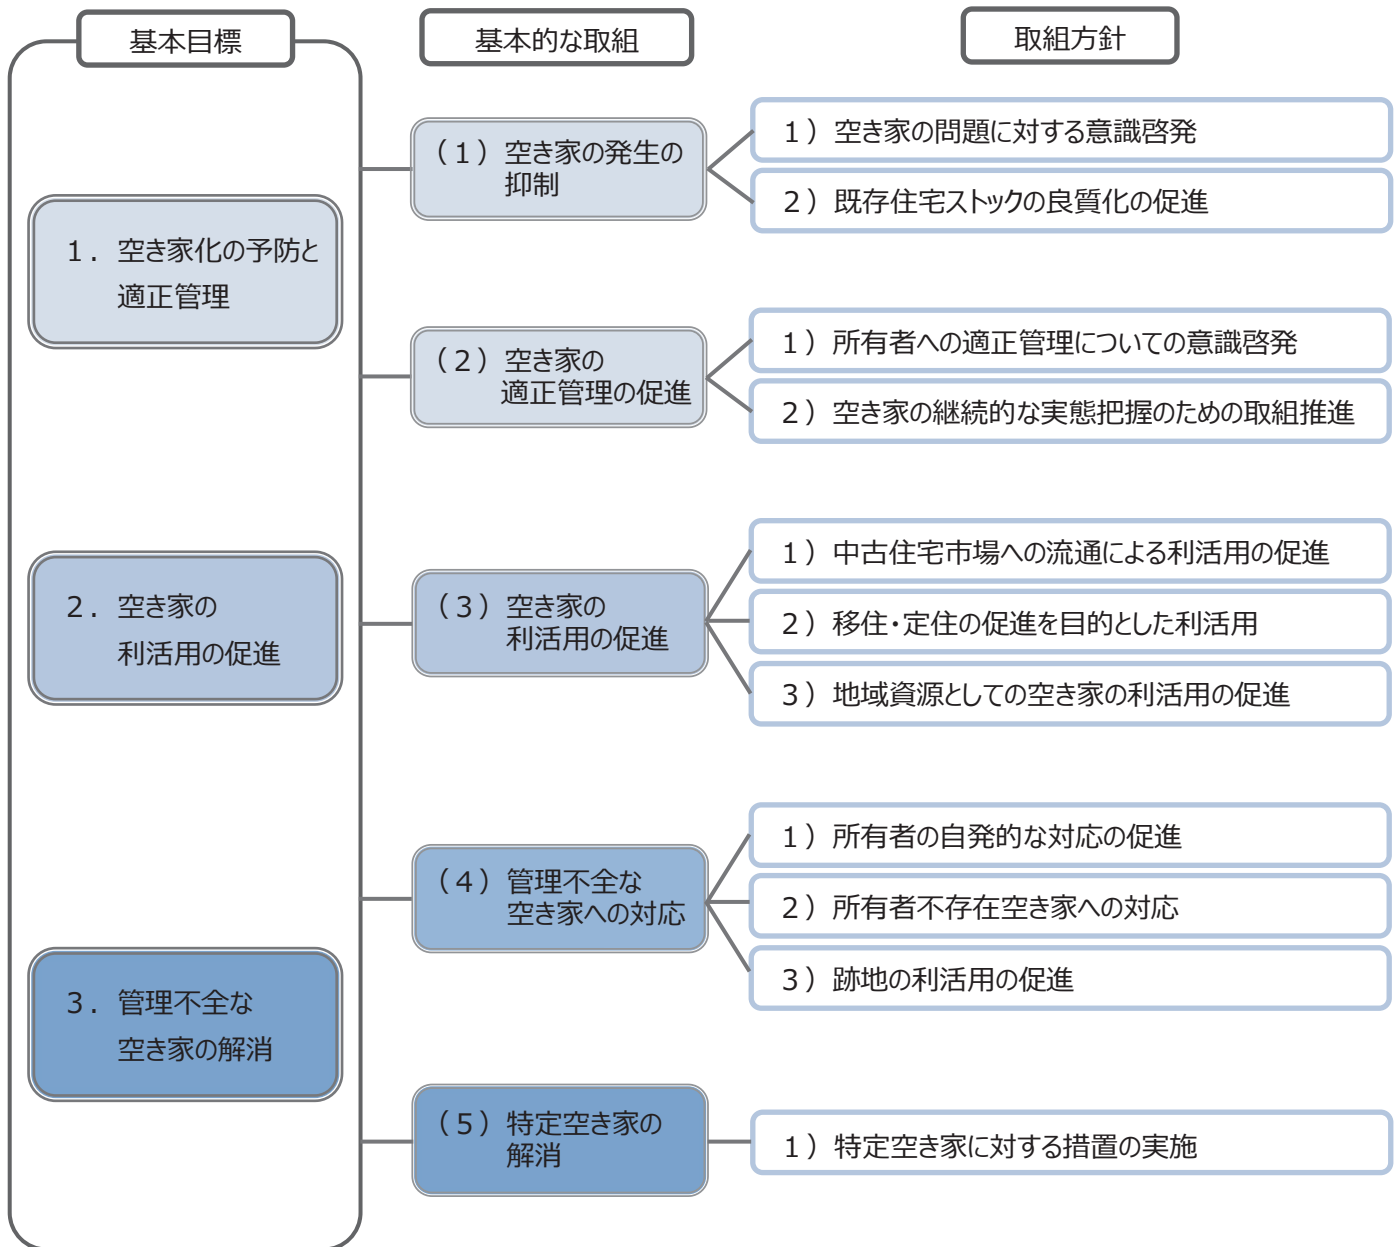 基本目標
基本的な取組
取組方針
1．空き家化の予防と
適正管理
2．空き家の
利活用の促進
3．管理不全な
空き家の解消
（1）空き家の発生の
抑制
1）空き家の問題に対する意識啓発
2）既存住宅ストックの良質化の促進
（2）空き家の
適正管理の促進
1）所有者への適正管理についての意識啓発
2）空き家の継続的な実態把握のための取組推進
（3）空き家の
利活用の促進
1）中古住宅市場への流通による利活用の促進
2）移住・定住の促進を目的とした利活用
3）地域資源としての空き家の利活用の促進
（4）管理不全な
空き家への対応
1）所有者の自発的な対応の促進
2）所有者不存在空き家への対応
3）跡地の利活用の促進
（5）特定空き家の
解消
1）特定空き家に対する措置の実施